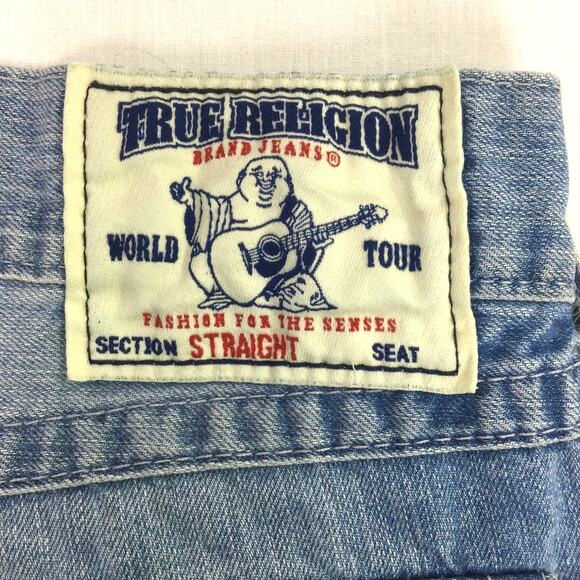 TRUE RELIGION
BRAND JEANS®
WORLD TOUR
FASHION FOR THE SENSES
SECTION STRAIGHT SEAT